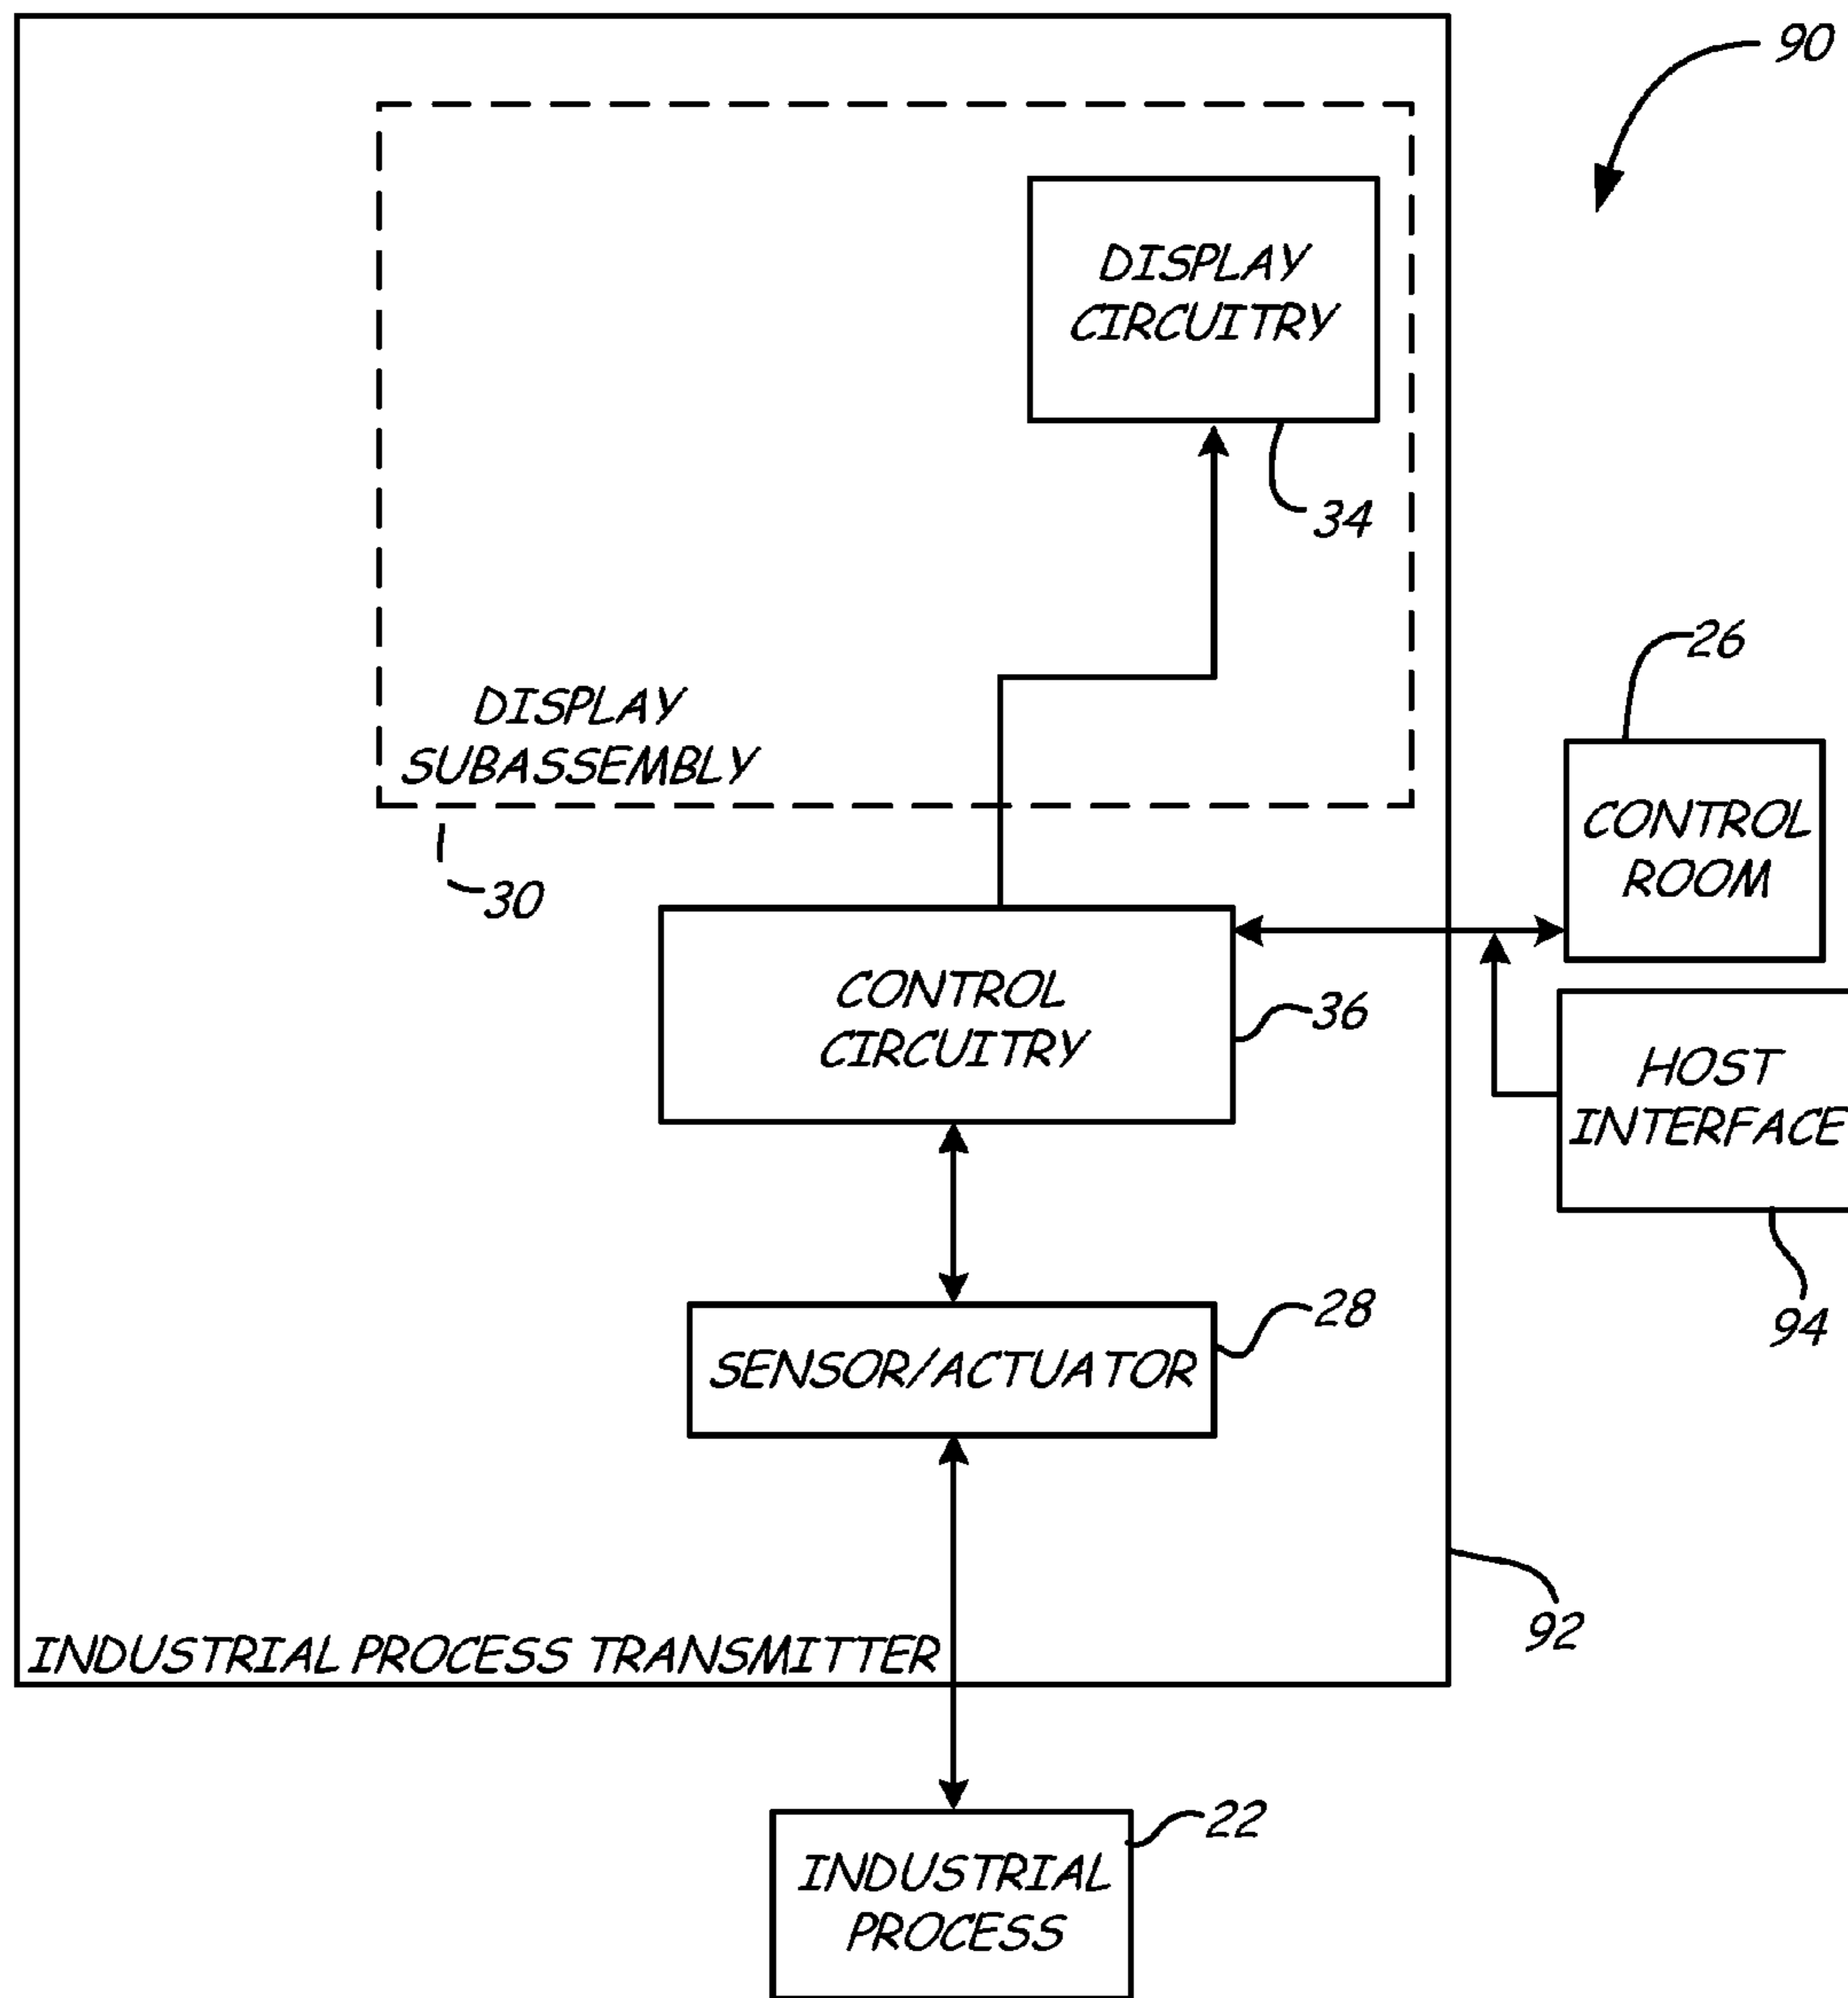 90
DISPLAY
CIRCUITRY
34
DISPLAY
SUBASSEMBLY
30
26
CONTROL
ROOM
CONTROL
CIRCUITRY
36
HOST
INTERFACE
94
28
SENSOR/ACTUATOR
92
INDUSTRIAL PROCESS TRANSMITTER
22
INDUSTRIAL
PROCESS